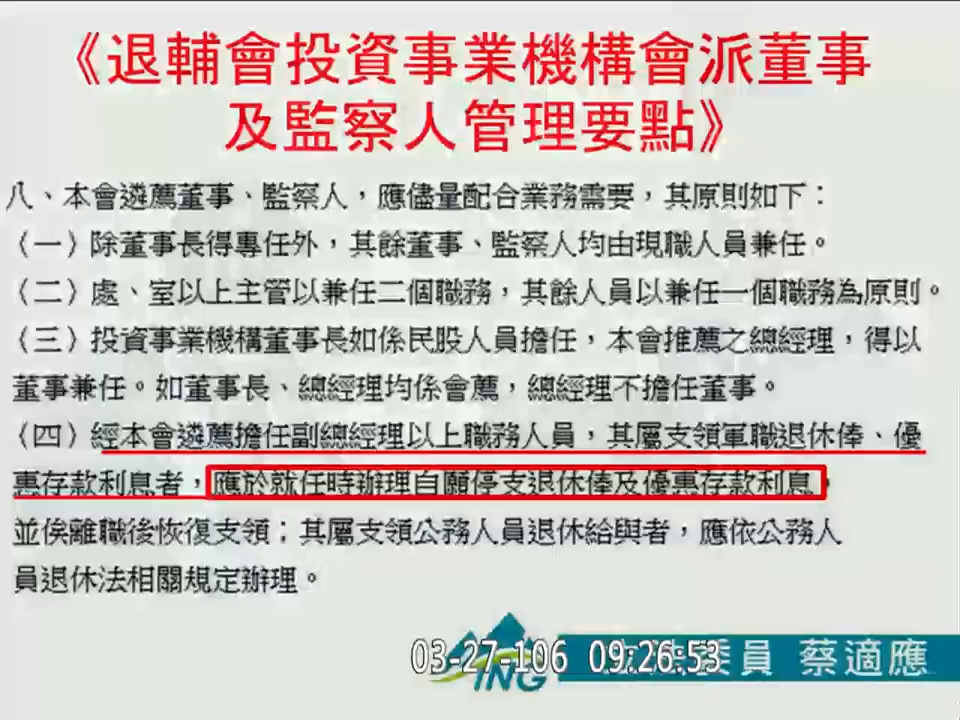 《退輔會投資事業機構會派董事
及監察人管理要點》
八、本會遴薦董事、監察人，應儘量配合業務需要，其原則如下：
（一）除董事長得專任外，其餘董事、監察人均由現職人員兼任。
（二）處、室以上主管以兼任二個職務，其餘人員以兼任一個職務為原則。
（三）投資事業機構董事長如係民股人員擔任，本會推薦之總經理，得以
董事兼任。如董事長、總經理均係會薦，總經理不擔任董事。
（四）經本會遴薦擔任副總經理以上職務人員，其屬支領軍職退休俸、優
惠存款利息者，應於就任時辦理自願停支退休俸及優惠存款利息，
並俟離職後恢復支領；其屬支領公務人員退休給與者，應依公務人
員退休法相關規定辦理。
03-27-106 09:26:53
委員 蔡適應
ING